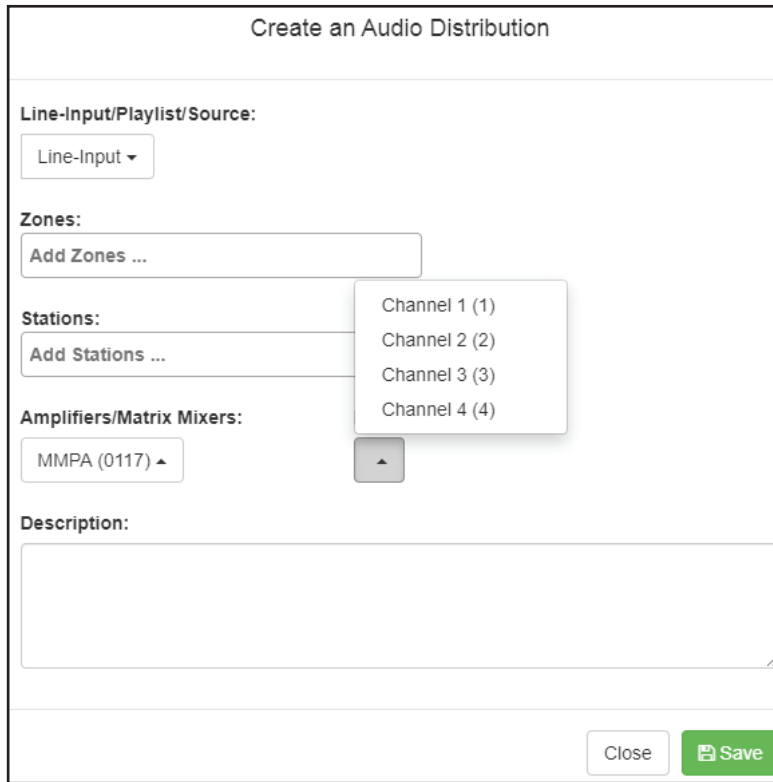 Create an Audio Distribution
Line-Input/Playlist/Source:
Line-Input
Zones:
Add Zones ...
Stations:
Add Stations ...
Channel 1 (1)
Channel 2 (2)
Channel 3 (3)
Channel 4 (4)
Amplifiers/Matrix Mixers:
MMPA (0117)
Description:
Close
Save